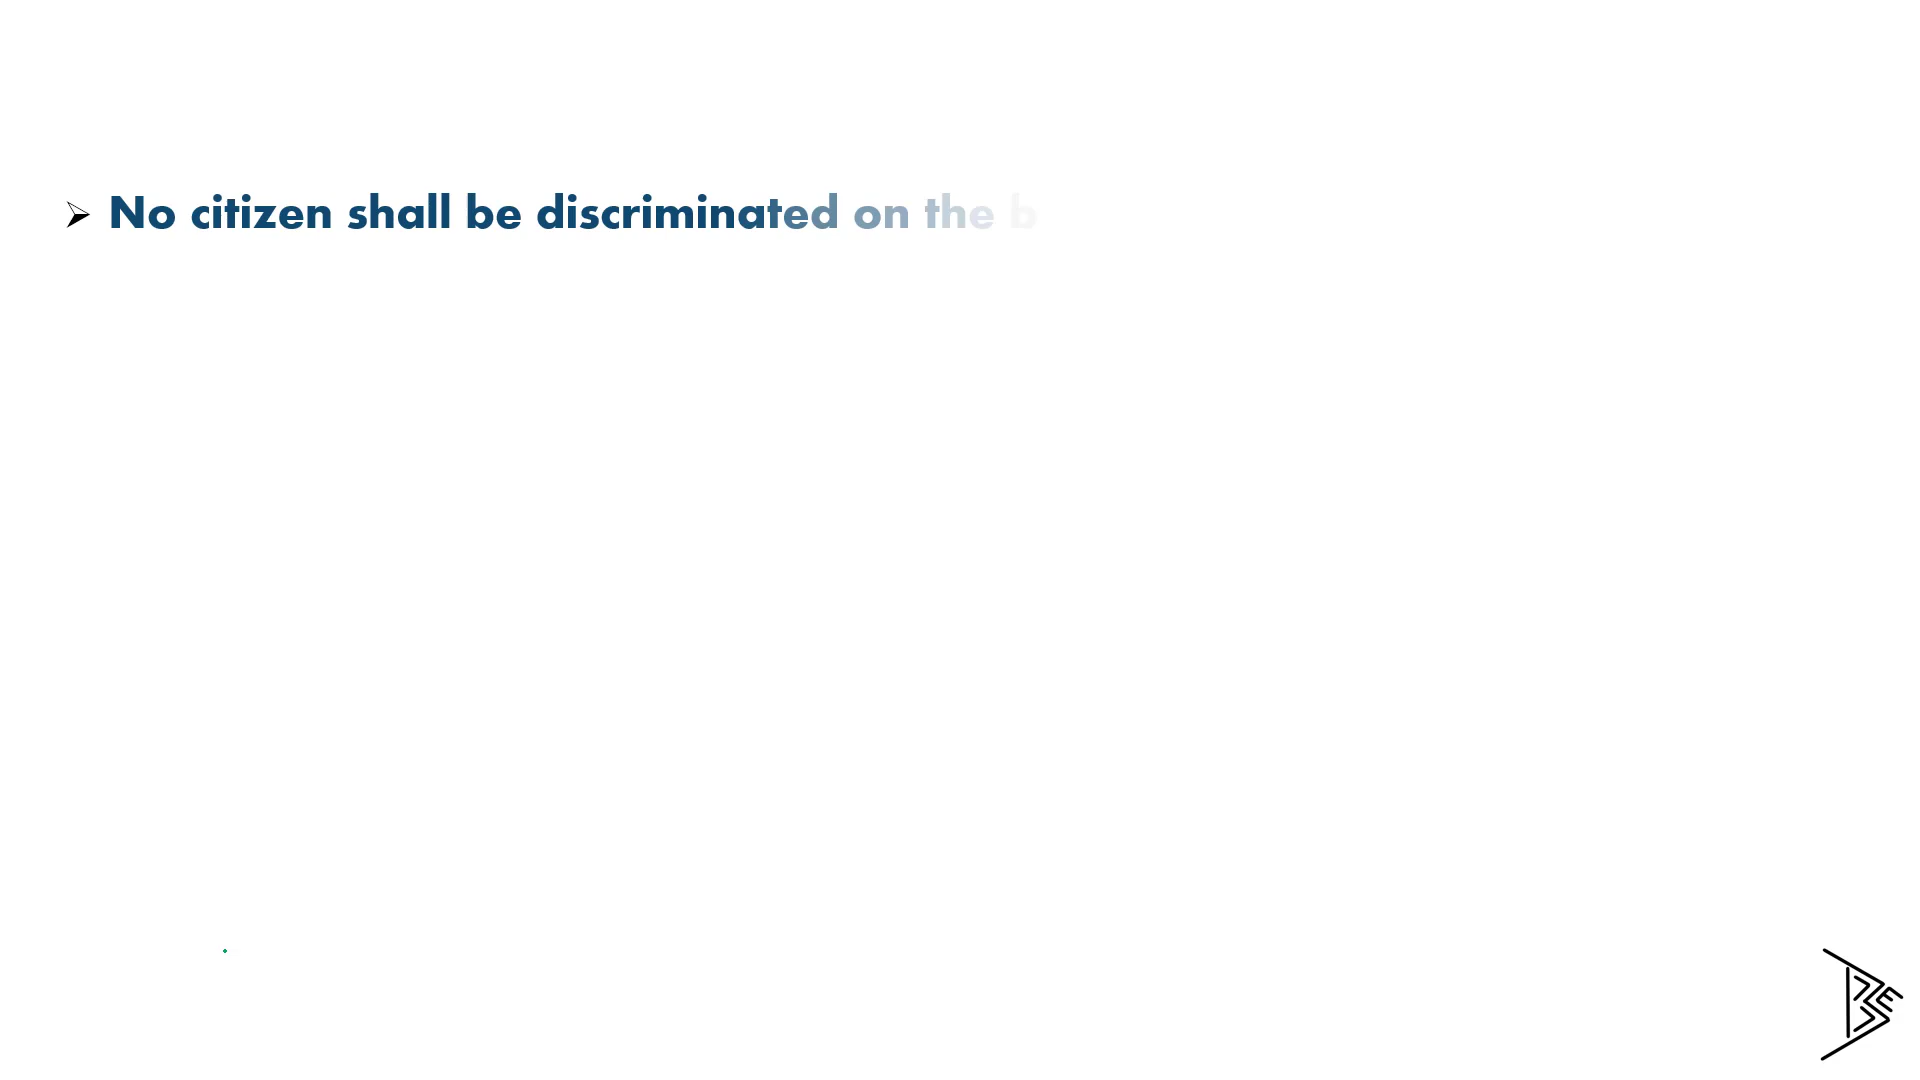 No citizen shall be discriminated on the b